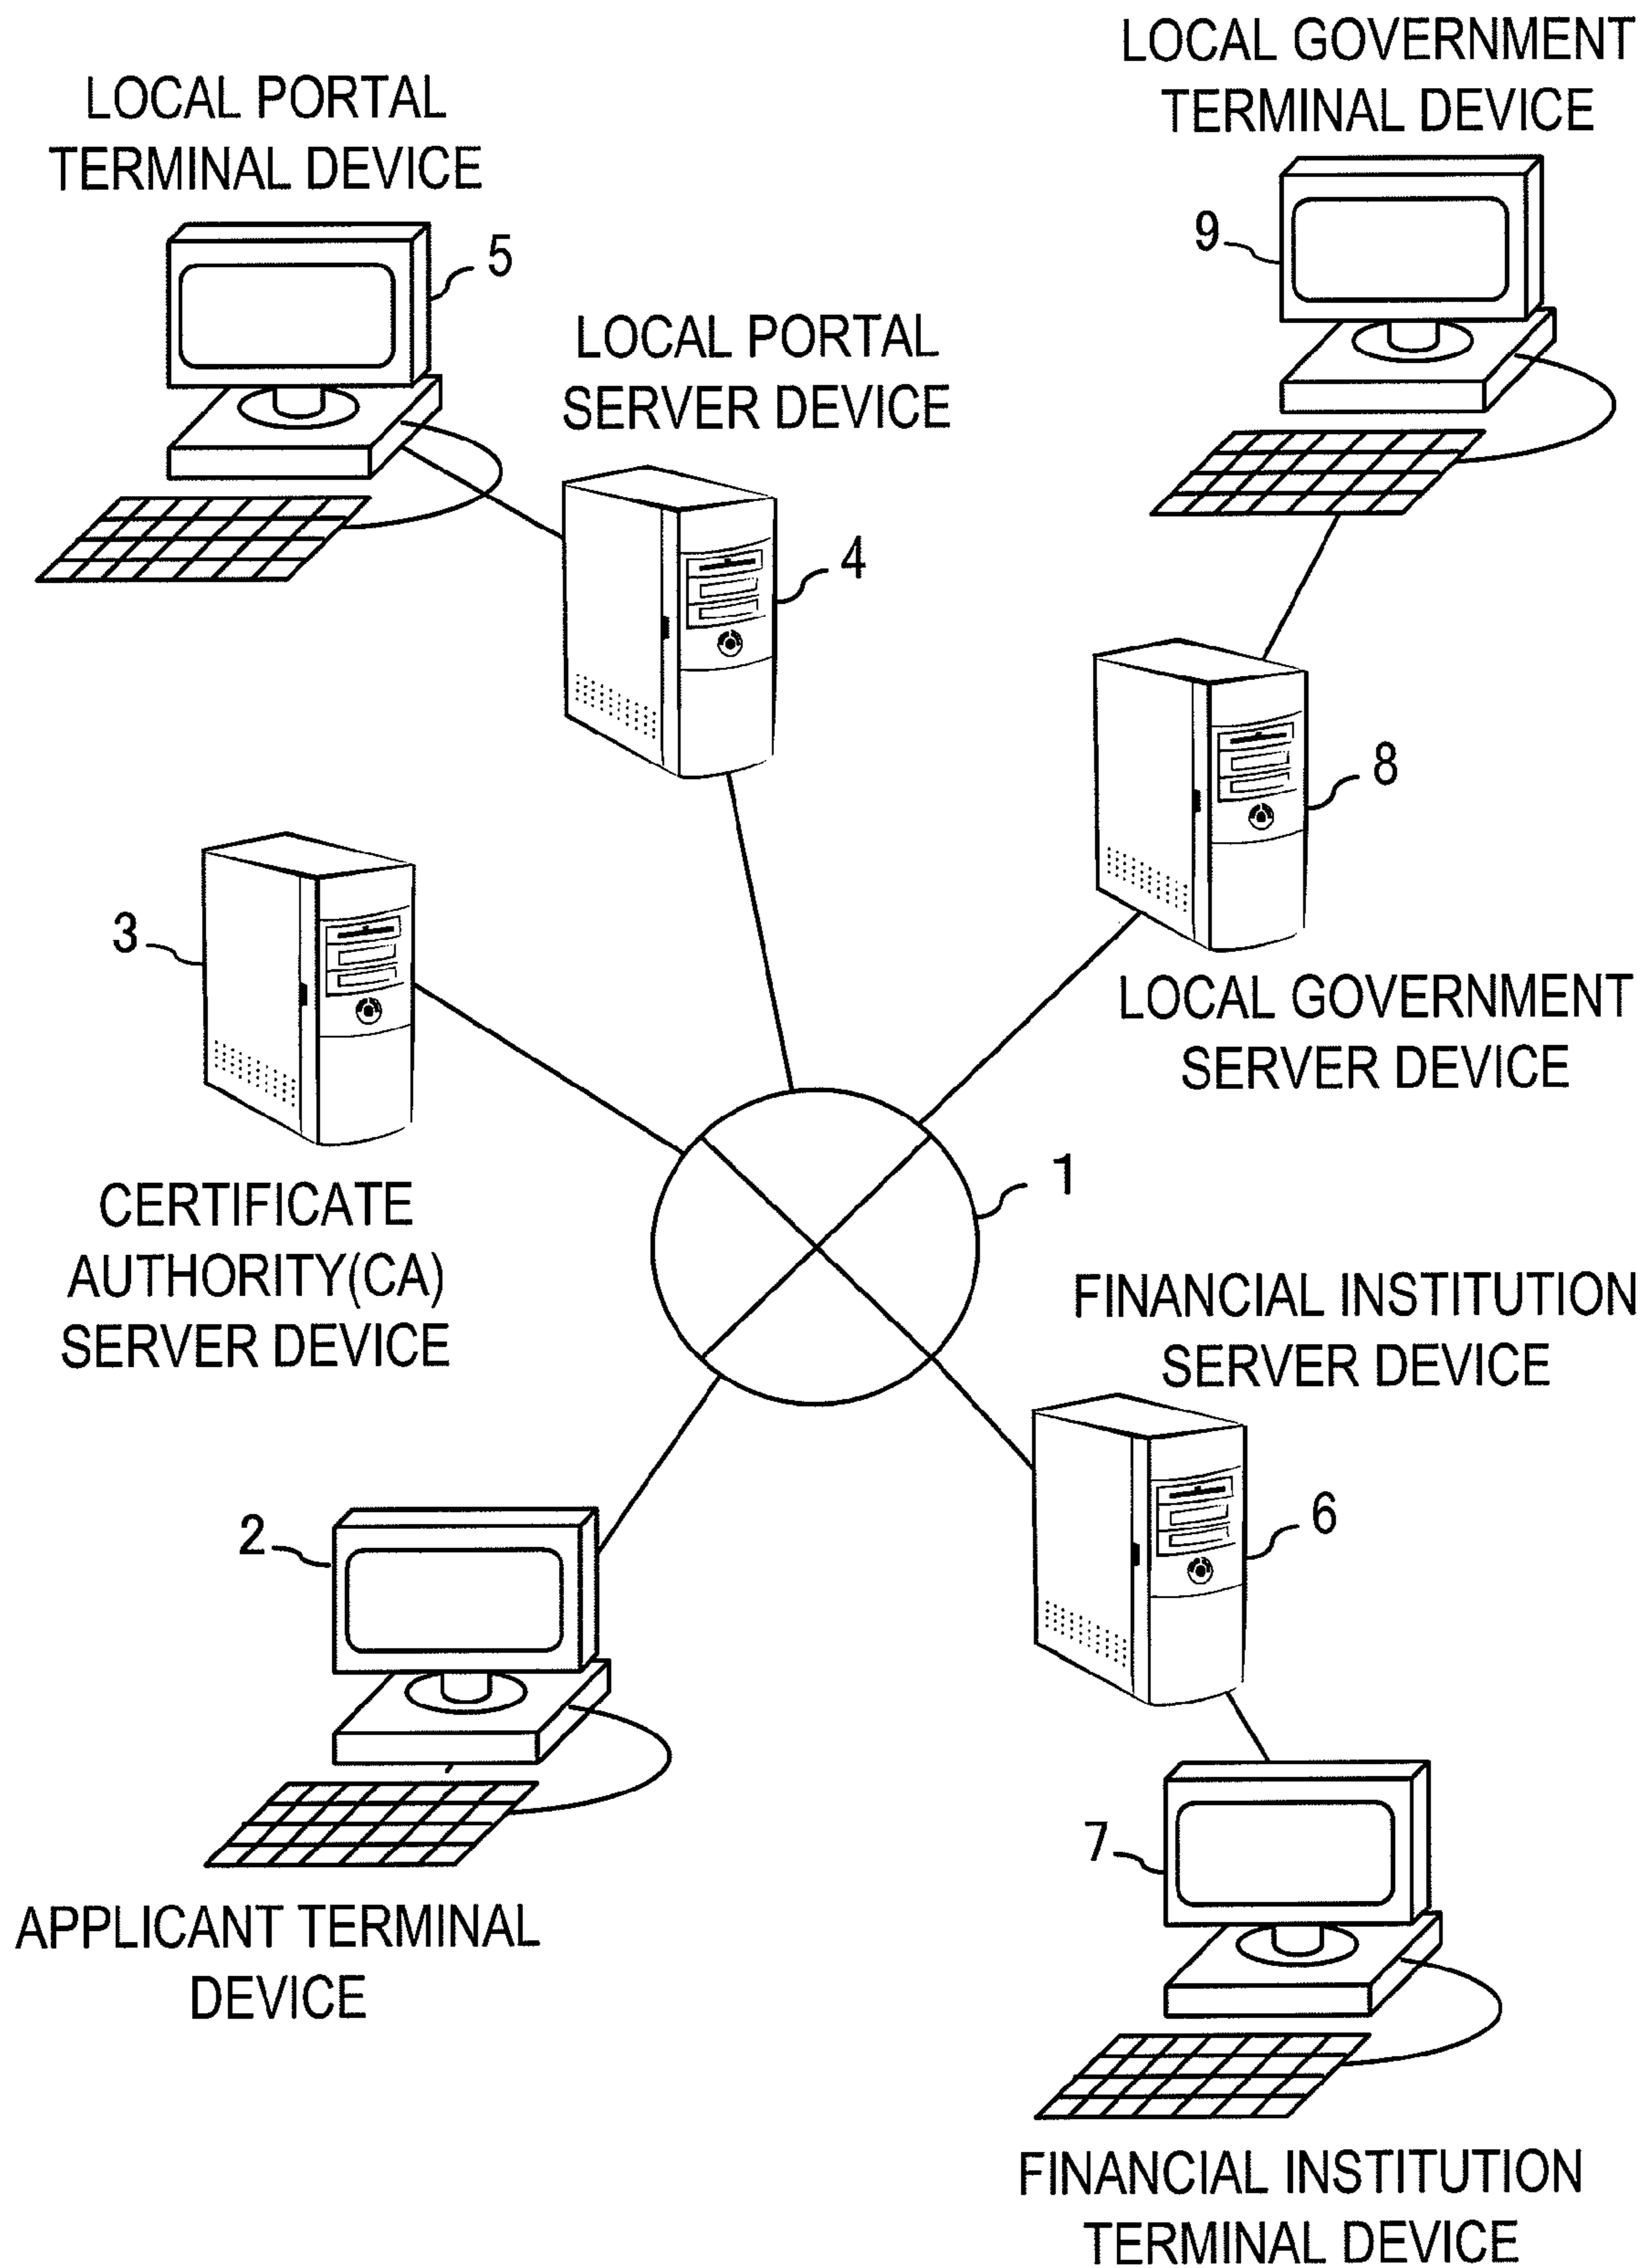 LOCAL GOVERNMENT
TERMINAL DEVICE
9
LOCAL PORTAL
TERMINAL DEVICE
5
LOCAL PORTAL
SERVER DEVICE
4
8
LOCAL GOVERNMENT
SERVER DEVICE
3
CERTIFICATE
AUTHORITY(CA)
SERVER DEVICE
1
FINANCIAL INSTITUTION
SERVER DEVICE
6
2
APPLICANT TERMINAL
DEVICE
7
FINANCIAL INSTITUTION
TERMINAL DEVICE